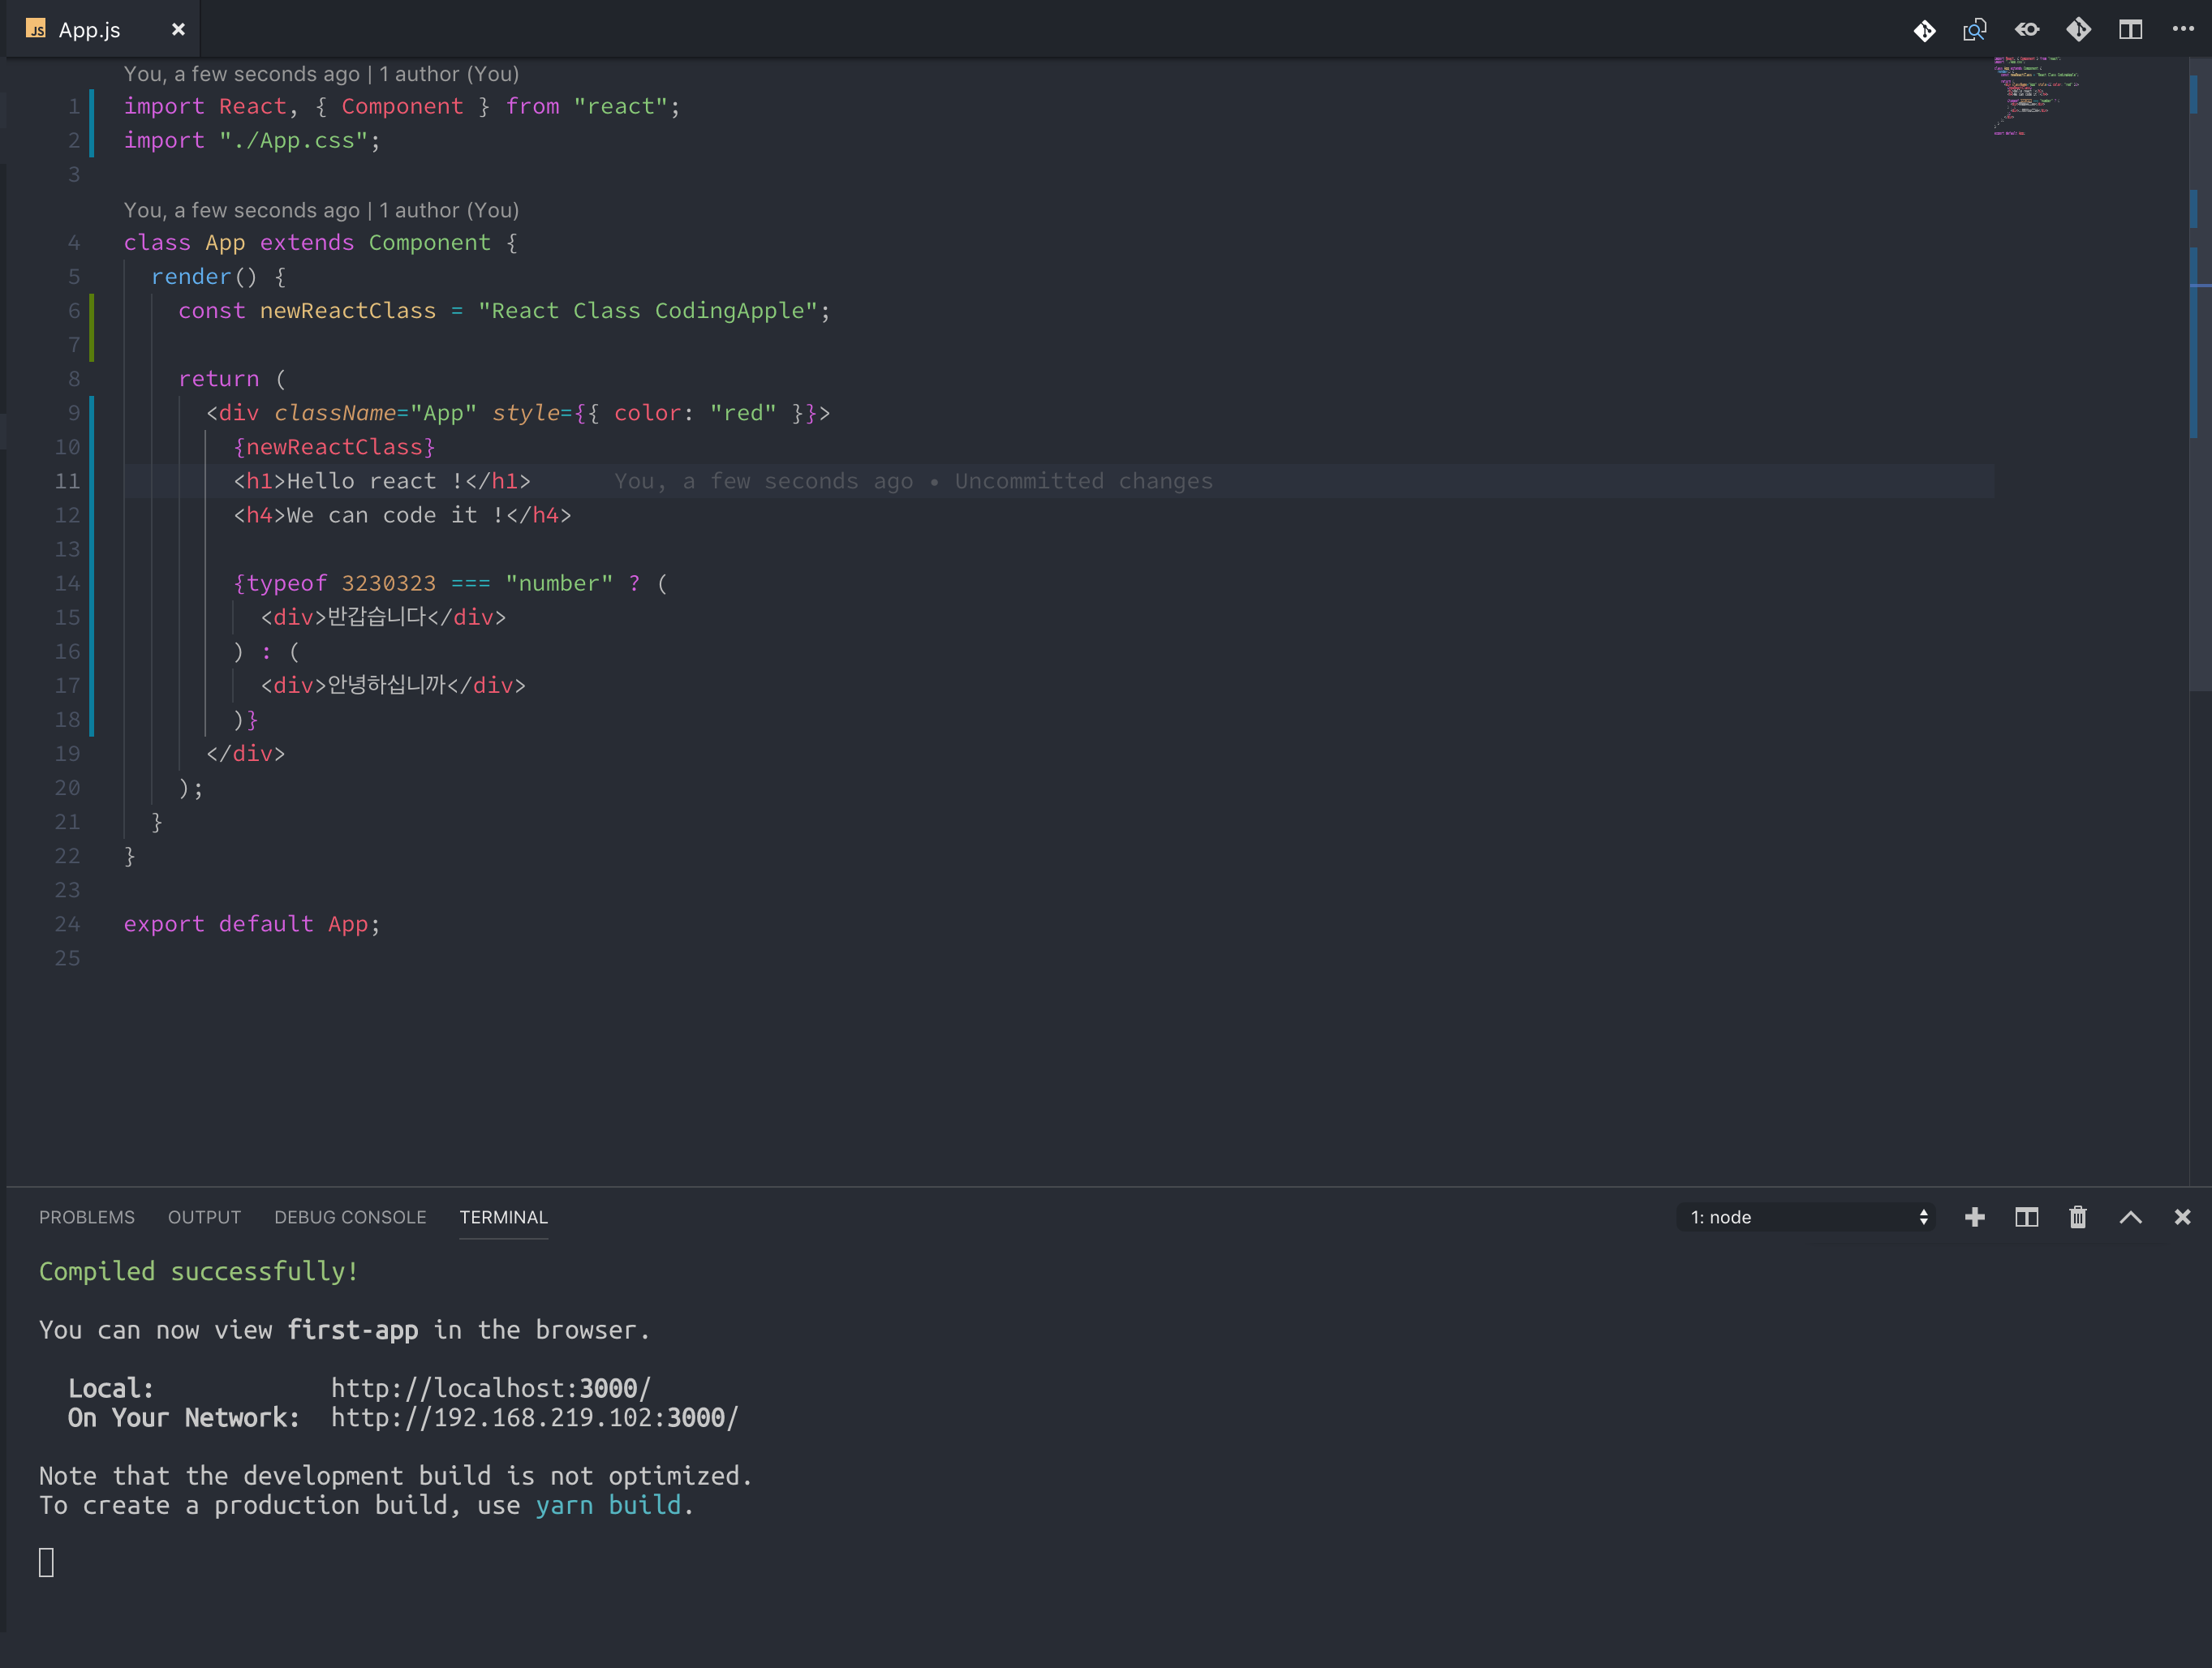 JS App.js
You, a few seconds ago | 1 author (You)
1 import React, { Component } from "react";
2 import "./App.css";
3
You, a few seconds ago | 1 author (You)
4 class App extends Component {
5 render() {
6 const newReactClass = "React Class CodingApple";
7
8 return (
9 <div className="App" style={{ color: "red" }}>
10 {newReactClass}
11 <h1>Hello react !</h1> You, a few seconds ago • Uncommitted changes
12 <h4>We can code it !</h4>
13
14 {typeof 3230323 === "number" ? (
15 <div>반갑습니다</div>
16 ) : (
17 <div>안녕하십니까</div>
18 )}
19 </div>
20 );
21 }
22 }
23
24 export default App;
25
PROBLEMS OUTPUT DEBUG CONSOLE TERMINAL 1: node
Compiled successfully!
You can now view first-app in the browser.
Local: http://localhost:3000/
On Your Network: http://192.168.219.102:3000/
Note that the development build is not optimized.
To create a production build, use yarn build.